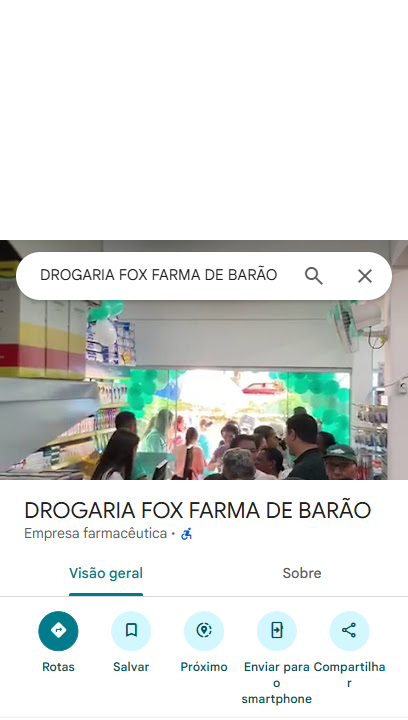 DROGARIA FOX FARMA DE BARÃO
DROGARIA FOX FARMA DE BARÃO
Empresa farmacêutica •
Visão geral
Sobre
Rotas
Salvar
Próximo
Enviar para o
smartphone
Compartilha
r